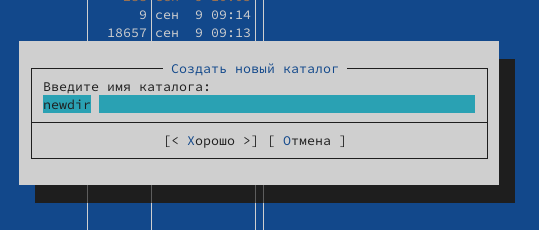 9 сен 9 09:14
18657 сен 9 09:13
Создать новый каталог
Введите имя каталога:
newdir
[< Хорошо >] [ Отмена ]